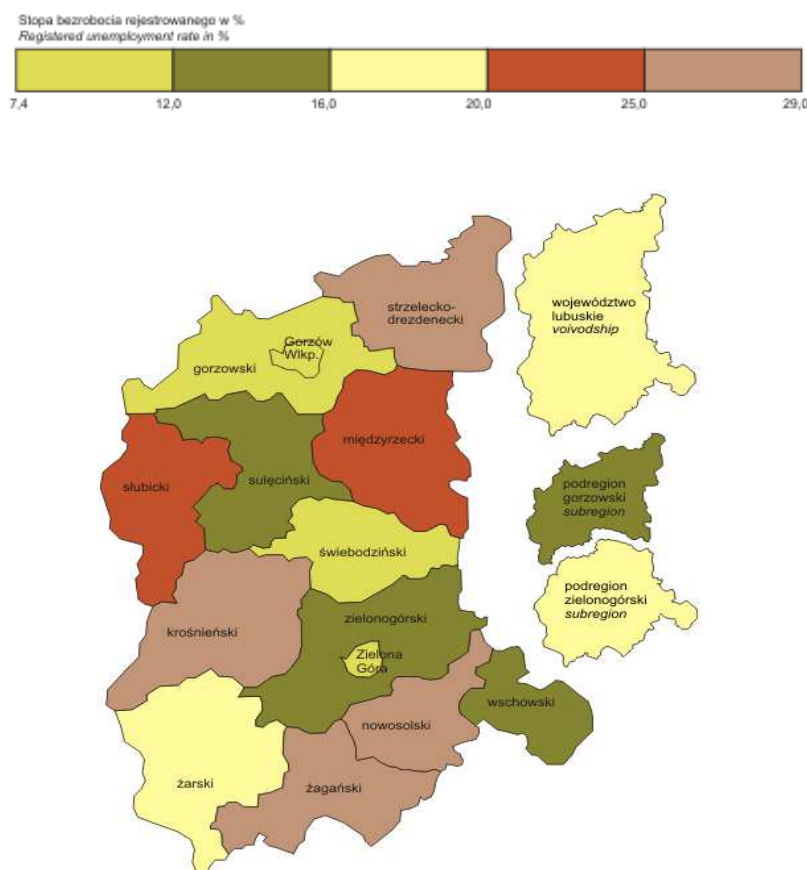 Stopa bezrobocia rejestrowanego w %
Registered unemployment rate in %
7,4 12,0 16,0 20,0 25,0 29,0
strzelecko-
drezdenecki
województwo
lubuskie
voivodship
Gorzów
Wlkp.
gorzowski
międzyrzecki
słubicki
sulęciński
podregion
gorzowski
subregion
świebodziński
podregion
zielonogórski
subregion
zielonogórski
krośnieński
Zielona
Góra
wschowski
nowosolski
żarski
żagański